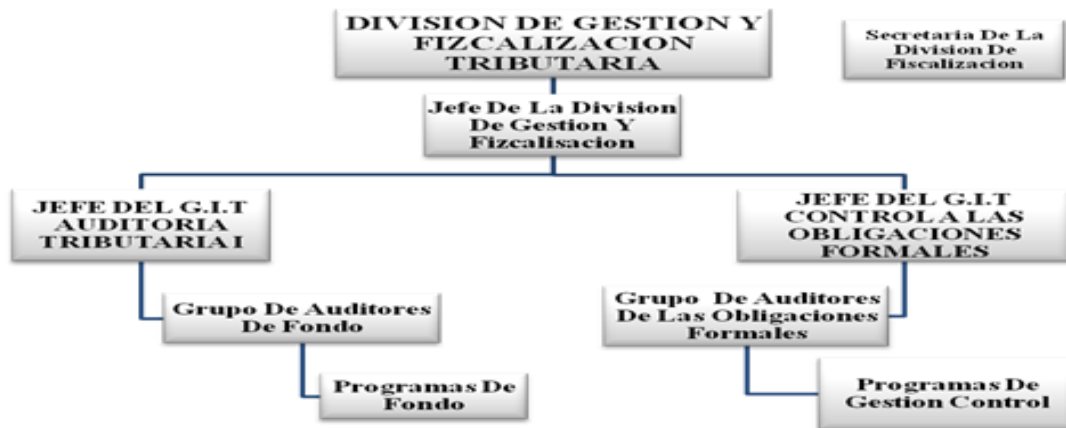 DIVISION DE GESTION Y
FIZCALIZACION
TRIBUTARIA
Secretaria De La
Division De
Fiscalizacion
Jefe De La Division
De Gestion Y
Fizcalisacion
JEFE DEL G.I.T
AUDITORIA
TRIBUTARIA I
JEFE DEL G.I.T
CONTROL A LAS
OBLIGACIONES
FORMALES
Grupo De Auditores
De Fondo
Grupo De Auditores
De Las Obligaciones
Formales
Programas De
Fondo
Programas De
Gestion Control